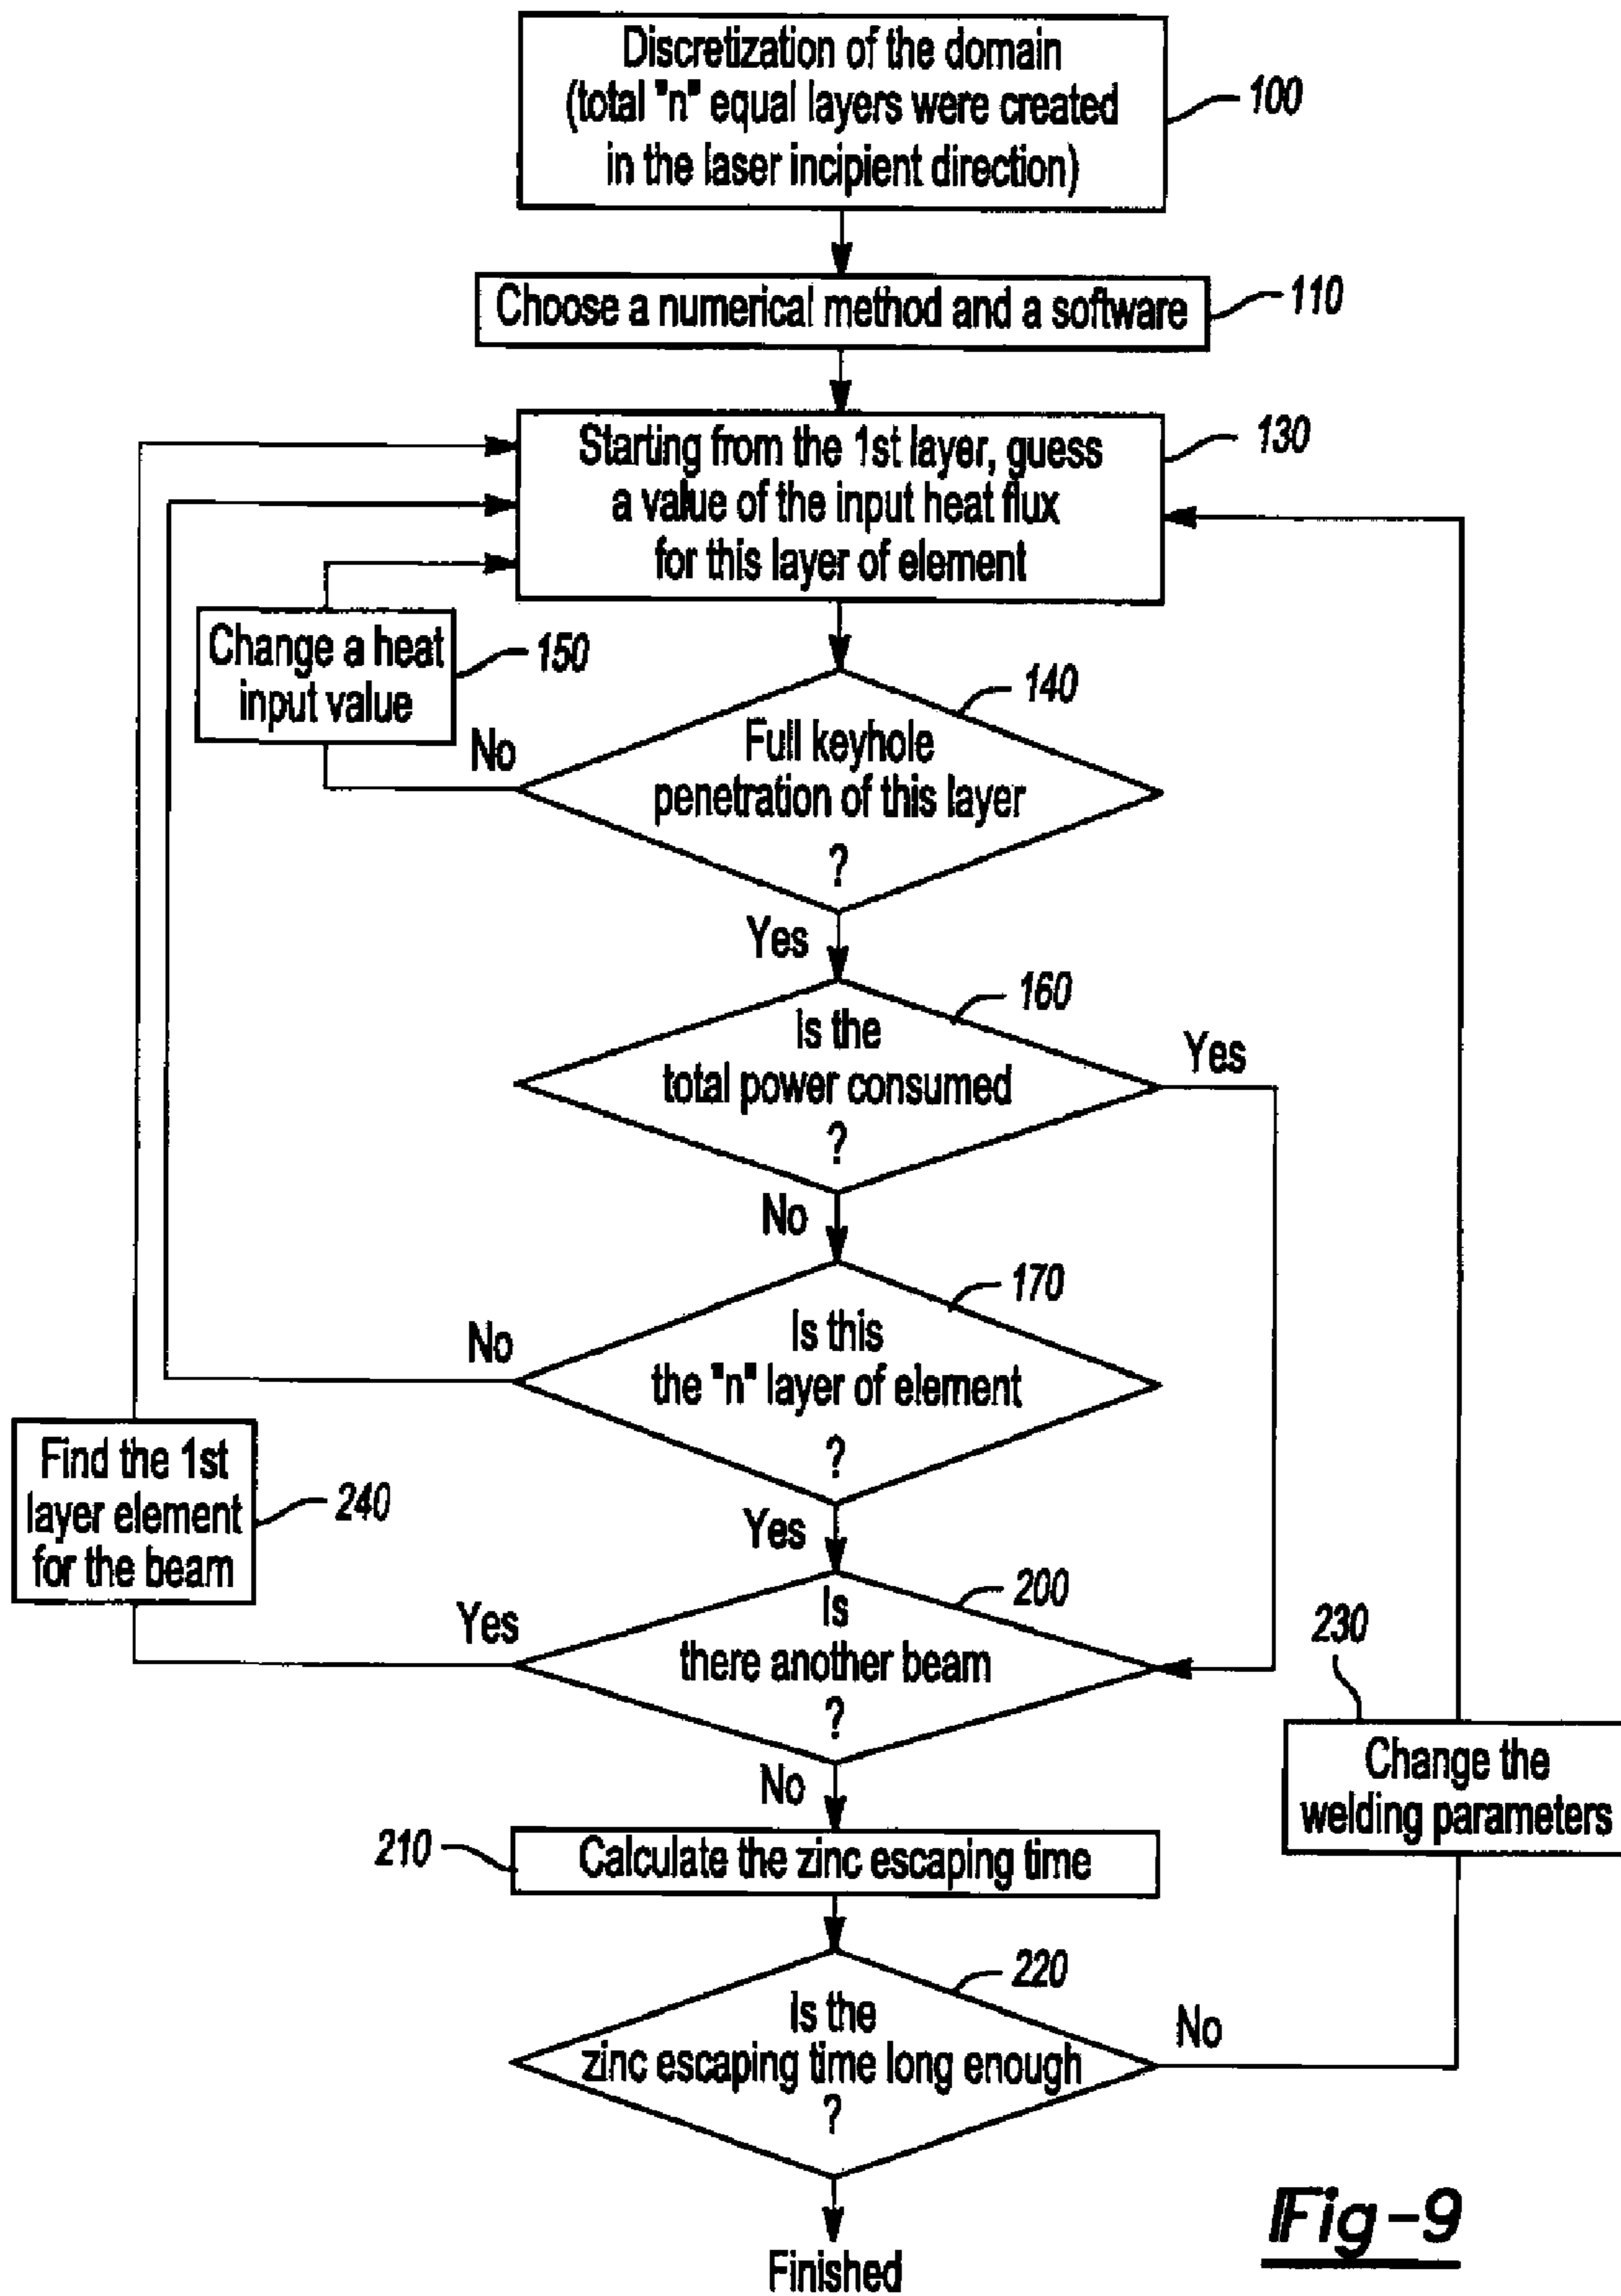 Discretization of the domain
(total "n" equal layers were created
in the laser incipient direction)
100
Choose a numerical method and a software
110
Starting from the 1st layer, guess
a value of the input heat flux
for this layer of element
130
Change a heat
input value
150
No
Full keyhole
penetration of this layer
?
140
Yes
Is the
total power consumed
?
160
Yes
No
Is this
the "n" layer of element
?
170
No
Yes
Find the 1st
layer element
for the beam
240
Is
there another beam
?
200
Yes
No
230
Change the
welding parameters
210
Calculate the zinc escaping time
Is the
zinc escaping time long enough
?
220
No
Finished
Fig-9